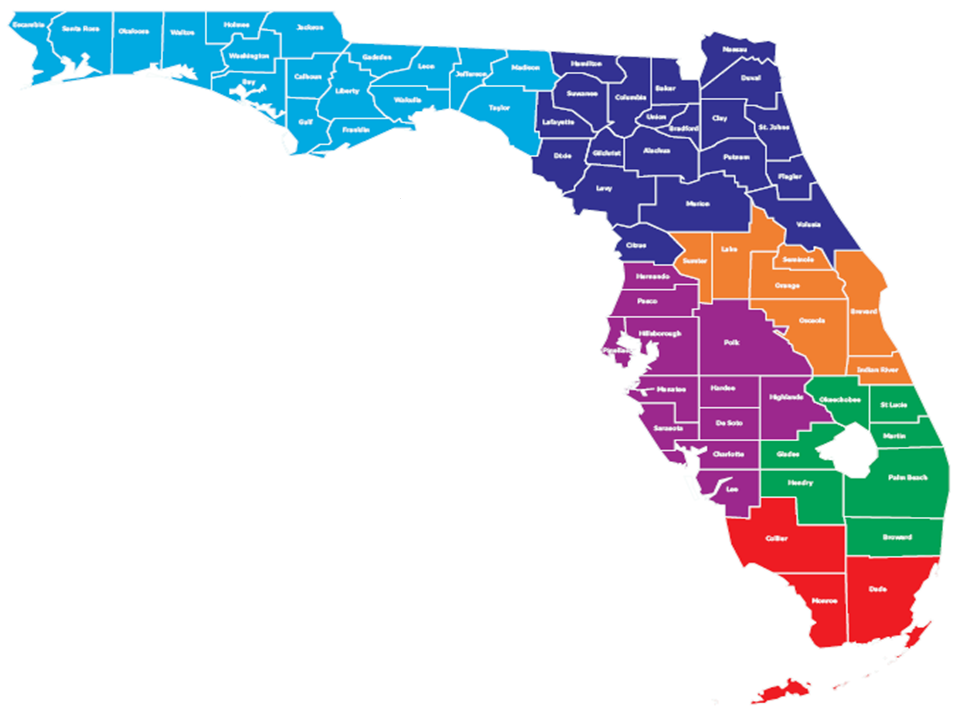 Escambia
Santa Rosa
Okaloosa
Walton
Holmes
Jackson
Washington
Bay
Calhoun
Gulf
Liberty
Gadsden
Franklin
Leon
Wakulla
Jefferson
Madison
Taylor
Hamilton
Suwanee
Lafayette
Dixie
Columbia
Gilchrist
Baker
Union
Bradford
Alachua
Levy
Nassau
Duval
Clay
St. Johns
Putnam
Flagler
Marion
Volusia
Citrus
Sumter
Lake
Seminole
Orange
Osceola
Brevard
Indian River
Hernando
Pasco
Pinellas
Hillsborough
Polk
Manatee
Hardee
Highlands
Sarasota
De Soto
Charlotte
Lee
Okeechobee
St Lucie
Martin
Glades
Hendry
Palm Beach
Broward
Collier
Monroe
Dade